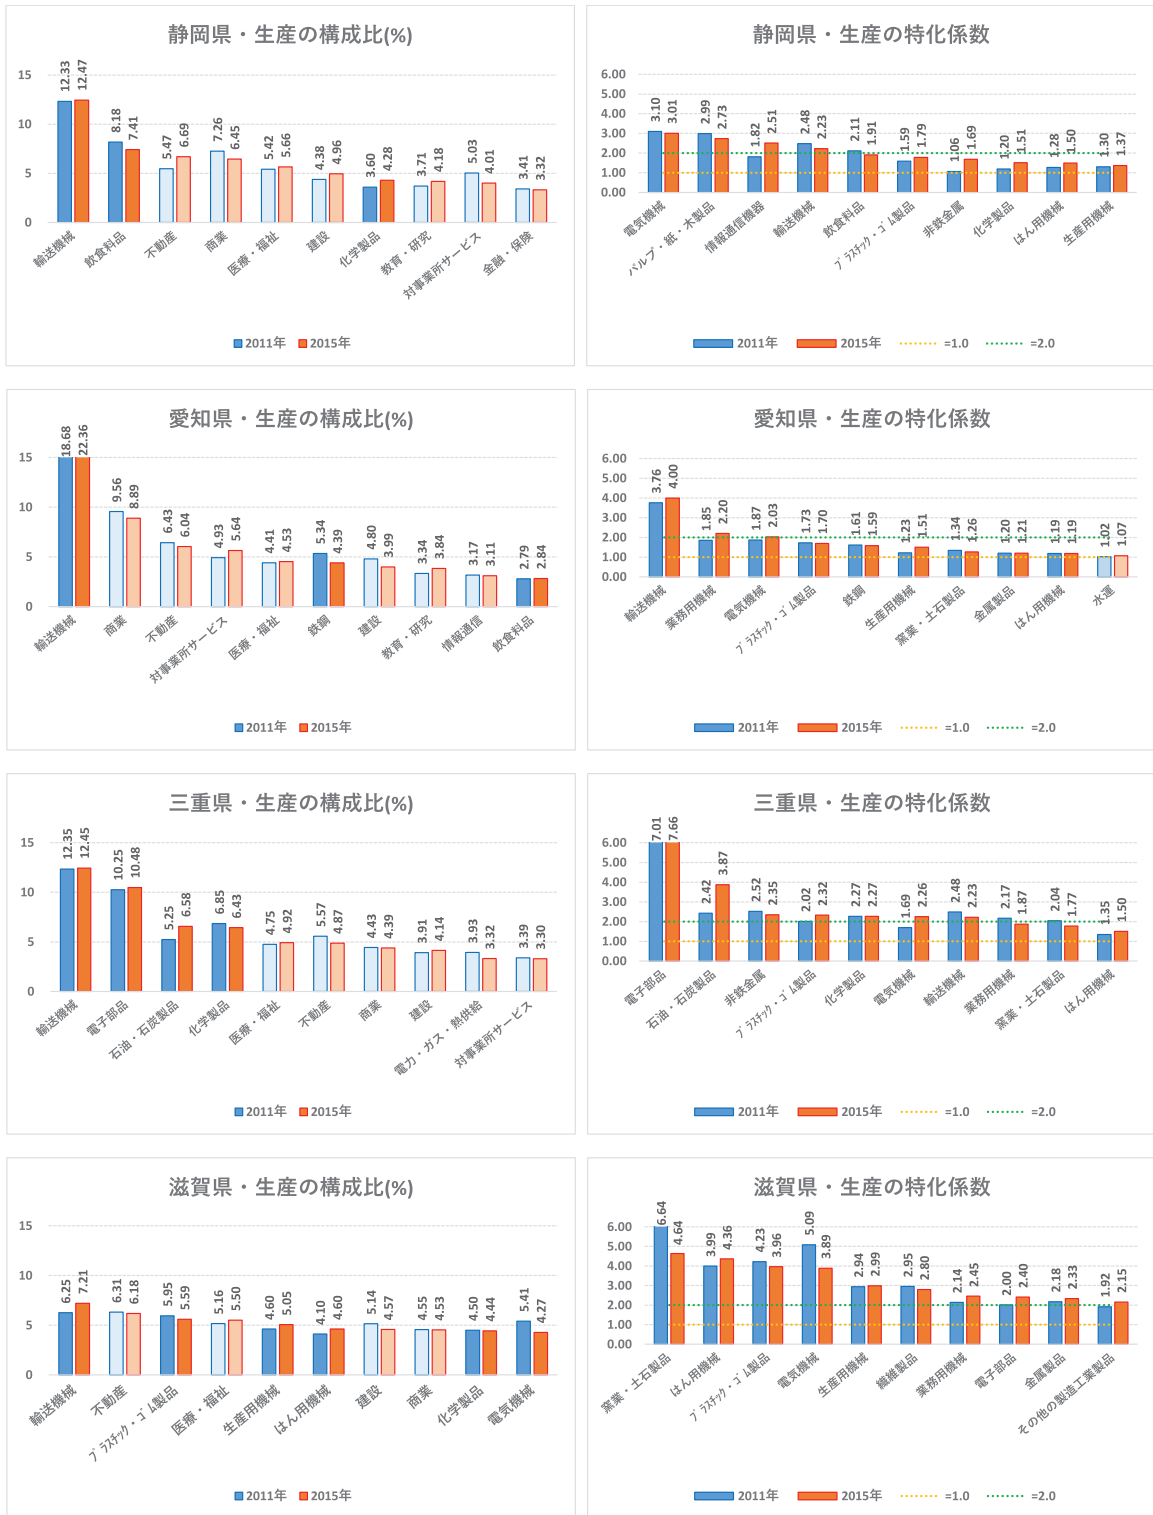 静岡県・生産の構成比(%)
15
10
5
0
12.33
12.47
8.18
7.41
5.47
6.69
7.26
6.45
5.42
5.66
4.38
4.96
3.60
4.28
3.71
4.18
5.03
4.01
3.41
3.32
輸送機械
飲食料品
不動産
商業
医療・福祉
建設
化学製品
教育・研究
対事業所サービス
金融・保険
2011年 2015年
静岡県・生産の特化係数
6.00
5.00
4.00
3.00
2.00
1.00
0.00
3.10
3.01
2.99
2.73
1.82
2.51
2.48
2.23
2.11
1.91
1.59
1.79
1.06
1.69
1.20
1.51
1.28
1.50
1.30
1.37
電気機械
パルプ・紙・木製品
情報通信機器
輸送機械
飲食料品
プラスチック・ゴム製品
非鉄金属
化学製品
はん用機械
生産用機械
2011年 2015年 =1.0 =2.0
愛知県・生産の構成比(%)
15
10
5
0
18.68
22.36
9.56
8.89
6.43
6.04
4.93
5.64
4.41
4.53
5.34
4.39
4.80
3.99
3.34
3.84
3.17
3.11
2.79
2.84
輸送機械
商業
不動産
対事業所サービス
医療・福祉
鉄鋼
建設
教育・研究
情報通信
飲食料品
2011年 2015年
愛知県・生産の特化係数
6.00
5.00
4.00
3.00
2.00
1.00
0.00
3.76
4.00
1.85
2.20
1.87
2.03
1.73
1.70
1.61
1.59
1.23
1.51
1.34
1.26
1.20
1.21
1.19
1.19
1.02
1.07
輸送機械
業務用機械
電気機械
プラスチック・ゴム製品
鉄鋼
生産用機械
窯業・土石製品
金属製品
はん用機械
水運
2011年 2015年 =1.0 =2.0
三重県・生産の構成比(%)
15
10
5
0
12.35
12.45
10.25
10.48
5.25
6.58
6.85
6.43
4.75
4.92
5.57
4.87
4.43
4.39
3.91
4.14
3.93
3.32
3.39
3.30
輸送機械
電子部品
石油・石炭製品
化学製品
医療・福祉
不動産
商業
建設
電力・ガス・熱供給
対事業所サービス
2011年 2015年
三重県・生産の特化係数
6.00
5.00
4.00
3.00
2.00
1.00
0.00
7.01
7.66
2.42
3.87
2.52
2.35
2.02
2.32
2.27
2.27
1.69
2.26
2.48
2.23
2.17
1.87
2.04
1.77
1.35
1.50
電子部品
石油・石炭製品
非鉄金属
プラスチック・ゴム製品
化学製品
電気機械
輸送機械
業務用機械
窯業・土石製品
はん用機械
2011年 2015年 =1.0 =2.0
滋賀県・生産の構成比(%)
15
10
5
0
6.25
7.21
6.31
6.18
5.95
5.59
5.16
5.50
4.60
5.05
4.10
4.60
5.14
4.57
4.55
4.53
4.50
4.44
5.41
4.27
輸送機械
不動産
プラスチック・ゴム製品
医療・福祉
生産用機械
はん用機械
建設
商業
化学製品
電気機械
2011年 2015年
滋賀県・生産の特化係数
6.00
5.00
4.00
3.00
2.00
1.00
0.00
6.64
4.64
3.99
4.36
4.23
3.96
5.09
3.89
2.94
2.99
2.95
2.80
2.14
2.45
2.00
2.40
2.18
2.33
1.92
2.15
窯業・土石製品
はん用機械
プラスチック・ゴム製品
電気機械
生産用機械
繊維製品
業務用機械
電子部品
金属製品
その他の製造工業製品
2011年 2015年 =1.0 =2.0